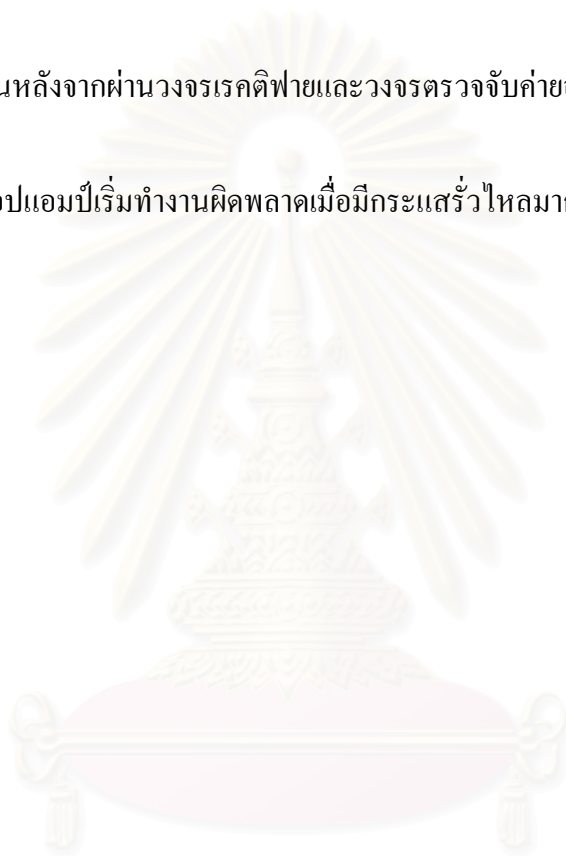 นหลังจากผ่านวงจรเรคติฟายและวงจรตรวจจับค่าย
ปแอมป์เริ่มทำงานผิดพลาดเมื่อมีกระแสรั่วไหลมา